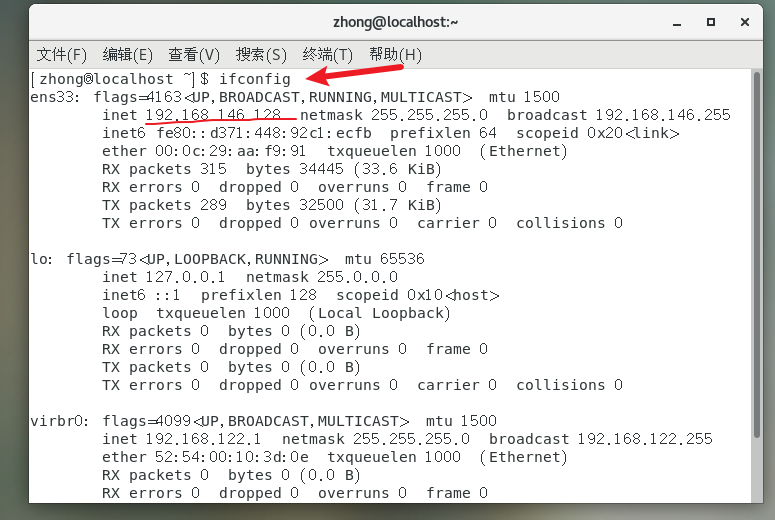 zhong@localhost:~
文件(F) 编辑(E) 查看(V) 搜索(S) 终端(T) 帮助(H)
[zhong@localhost ~]$ ifconfig
ens33: flags=4163<UP,BROADCAST,RUNNING,MULTICAST> mtu 1500
inet 192.168.146.128 netmask 255.255.255.0 broadcast 192.168.146.255
inet6 fe80::d371:448:92c1:ecfb prefixlen 64 scopeid 0x20<link>
ether 00:0c:29:aa:f9:91 txqueuelen 1000 (Ethernet)
RX packets 315 bytes 34445 (33.6 KiB)
RX errors 0 dropped 0 overruns 0 frame 0
TX packets 289 bytes 32500 (31.7 KiB)
TX errors 0 dropped 0 overruns 0 carrier 0 collisions 0
lo: flags=73<UP,LOOPBACK,RUNNING> mtu 65536
inet 127.0.0.1 netmask 255.0.0.0
inet6 ::1 prefixlen 128 scopeid 0x10<host>
loop txqueuelen 1000 (Local Loopback)
RX packets 0 bytes 0 (0.0 B)
RX errors 0 dropped 0 overruns 0 frame 0
TX packets 0 bytes 0 (0.0 B)
TX errors 0 dropped 0 overruns 0 carrier 0 collisions 0
virbr0: flags=4099<UP,BROADCAST,MULTICAST> mtu 1500
inet 192.168.122.1 netmask 255.255.255.0 broadcast 192.168.122.255
ether 52:54:00:10:3d:0e txqueuelen 1000 (Ethernet)
RX packets 0 bytes 0 (0.0 B)
RX errors 0 dropped 0 overruns 0 frame 0